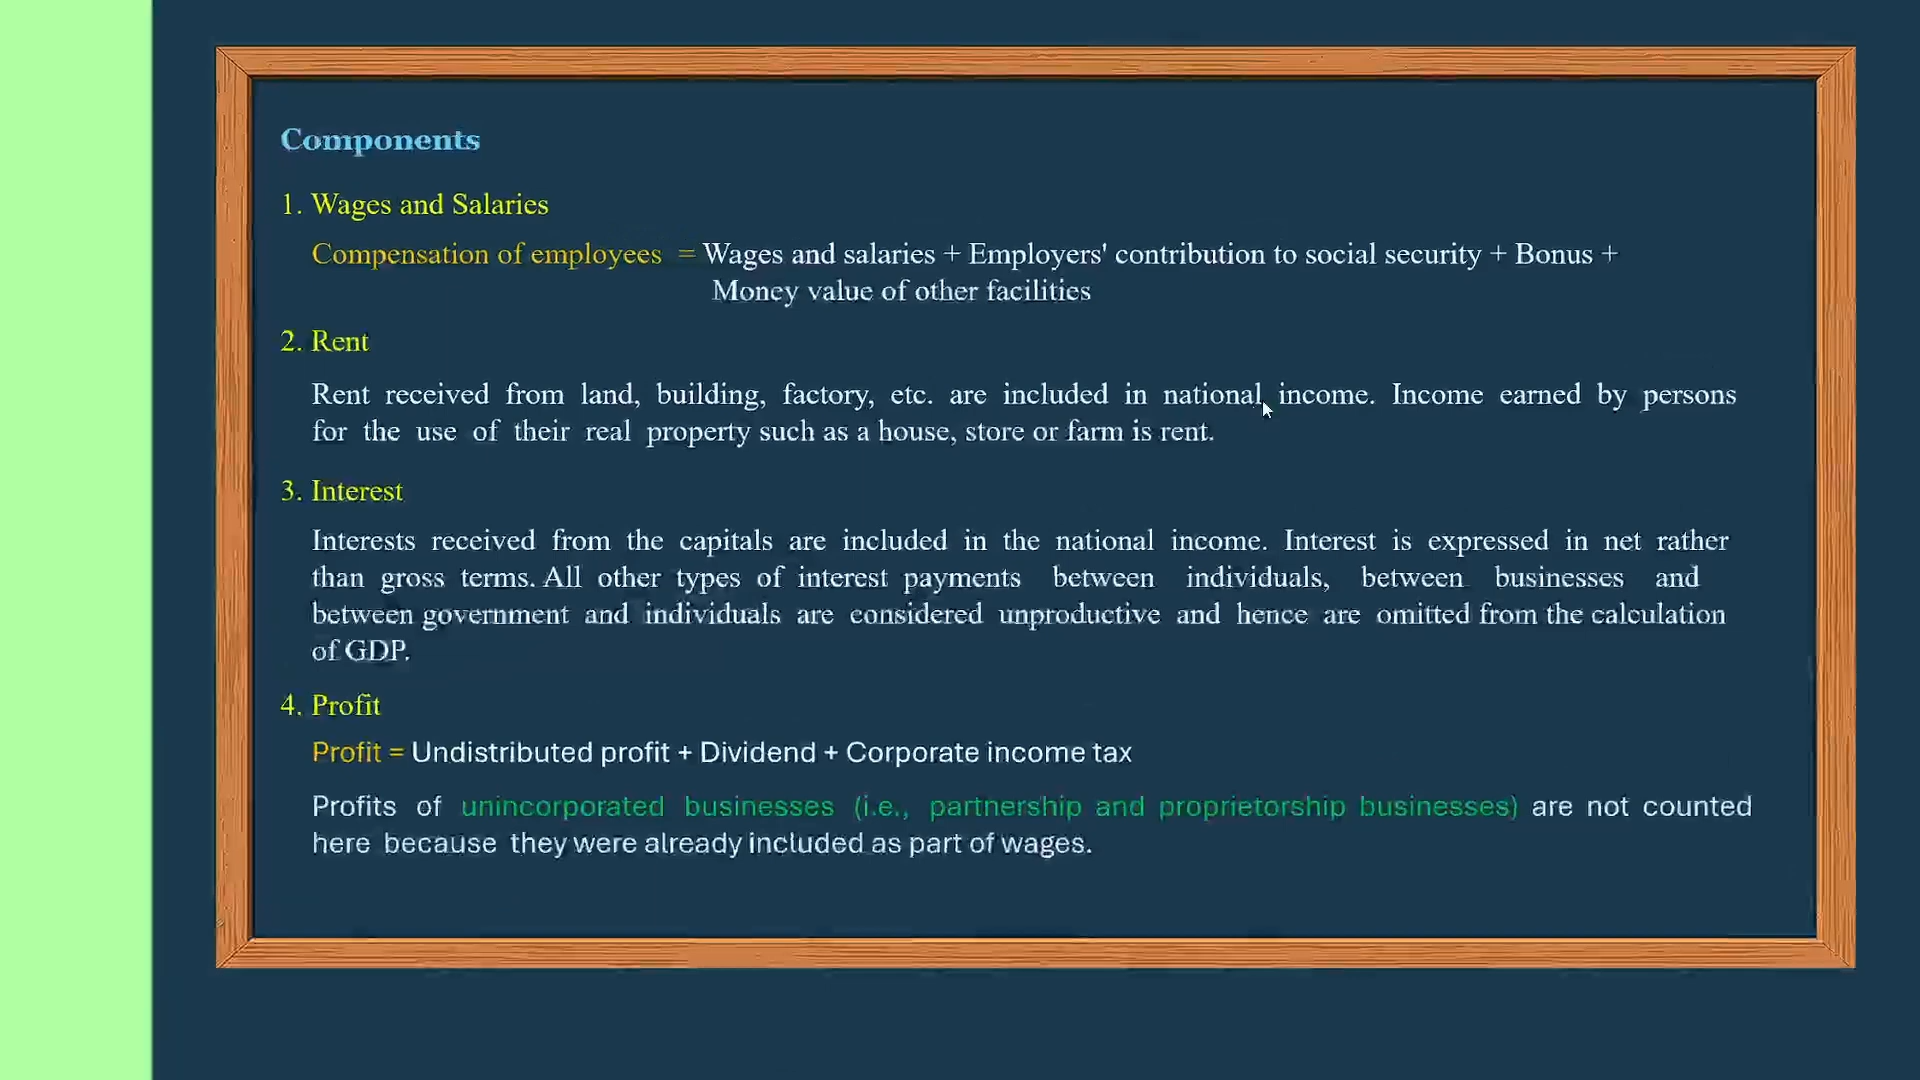 Components
1. Wages and Salaries
Compensation of employees = Wages and salaries + Employers' contribution to social security + Bonus +
Money value of other facilities
2. Rent
Rent received from land, building, factory, etc. are included in national income. Income earned by persons
for the use of their real property such as a house, store or farm is rent.
3. Interest
Interests received from the capitals are included in the national income. Interest is expressed in net rather
than gross terms. All other types of interest payments between individuals, between businesses and
between government and individuals are considered unproductive and hence are omitted from the calculation
of GDP.
4. Profit
Profit = Undistributed profit + Dividend + Corporate income tax
Profits of unincorporated businesses (i.e., partnership and proprietorship businesses) are not counted
here because they were already included as part of wages.